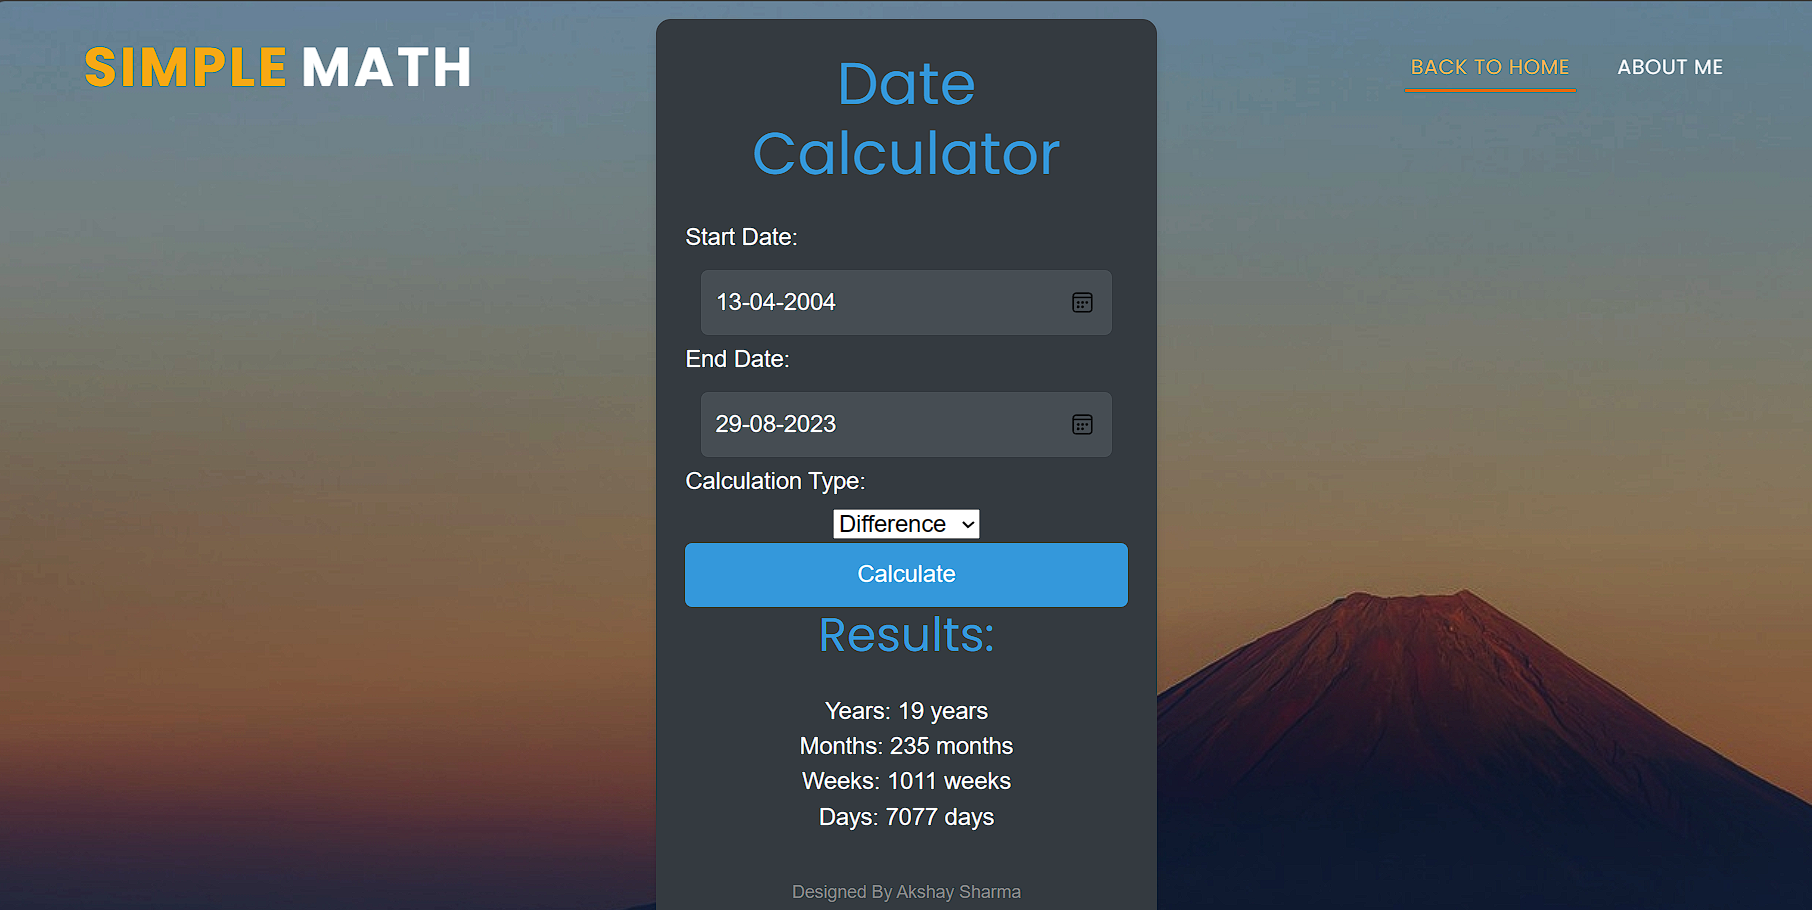 SIMPLE MATH
BACK TO HOME
ABOUT ME
Date
Calculator
Start Date:
13-04-2004
End Date:
29-08-2023
Calculation Type:
Difference
Calculate
Results:
Years: 19 years
Months: 235 months
Weeks: 1011 weeks
Days: 7077 days
Designed By Akshay Sharma